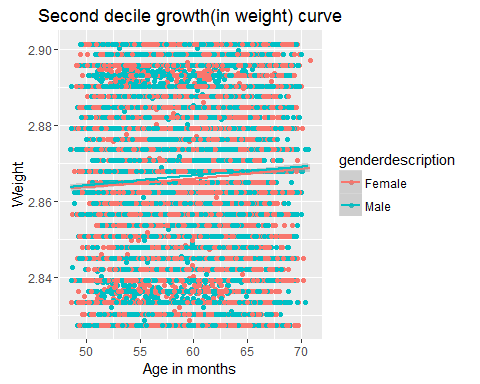 Second decile growth(in weight) curve
2.90
2.88
2.86
2.84
Weight
50
55
60
65
70
Age in months
genderdescription
Female
Male